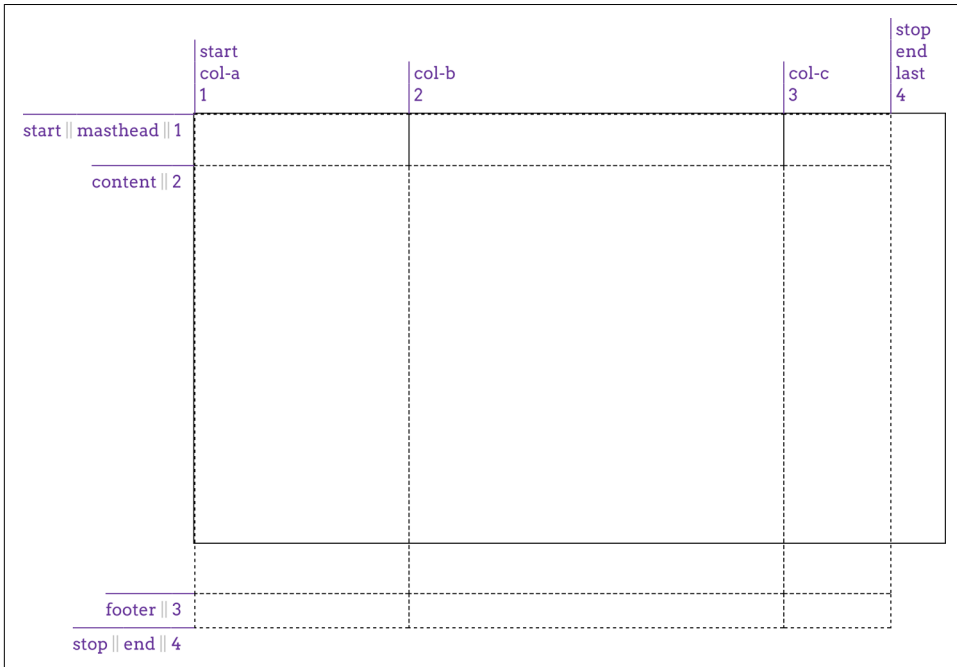 start
col-a
1
col-b
2
col-c
3
stop
end
last
4
start || masthead || 1
content || 2
footer || 3
stop || end || 4